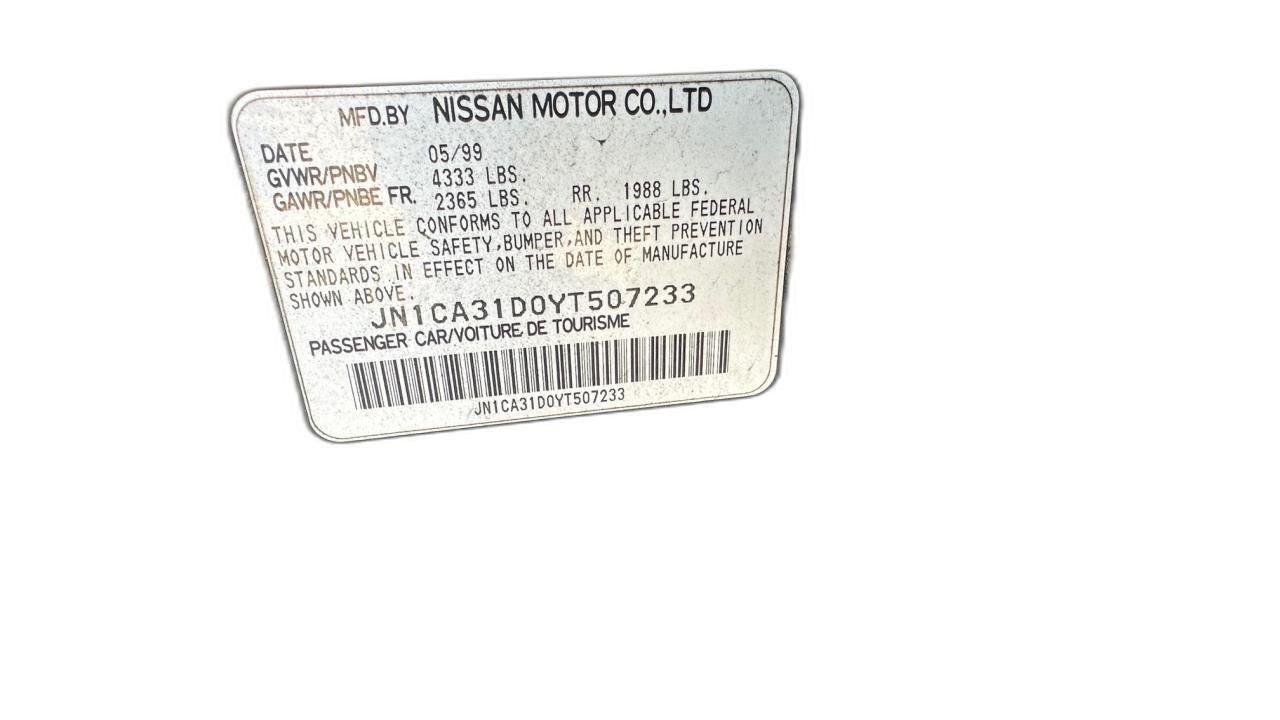 MFD.BY NISSAN MOTOR CO.,LTD
DATE 05/99
GVWR/PNBV 4333 LBS.
GAWR/PNBE FR. 2365 LBS. RR. 1988 LBS.
THIS VEHICLE CONFORMS TO ALL APPLICABLE FEDERAL
MOTOR VEHICLE SAFETY,BUMPER,AND THEFT PREVENTION
STANDARDS IN EFFECT ON THE DATE OF MANUFACTURE
SHOWN ABOVE.
JN1CA31D0YT507233
PASSENGER CAR/VOITURE DE TOURISME
JN1CA31D0YT507233